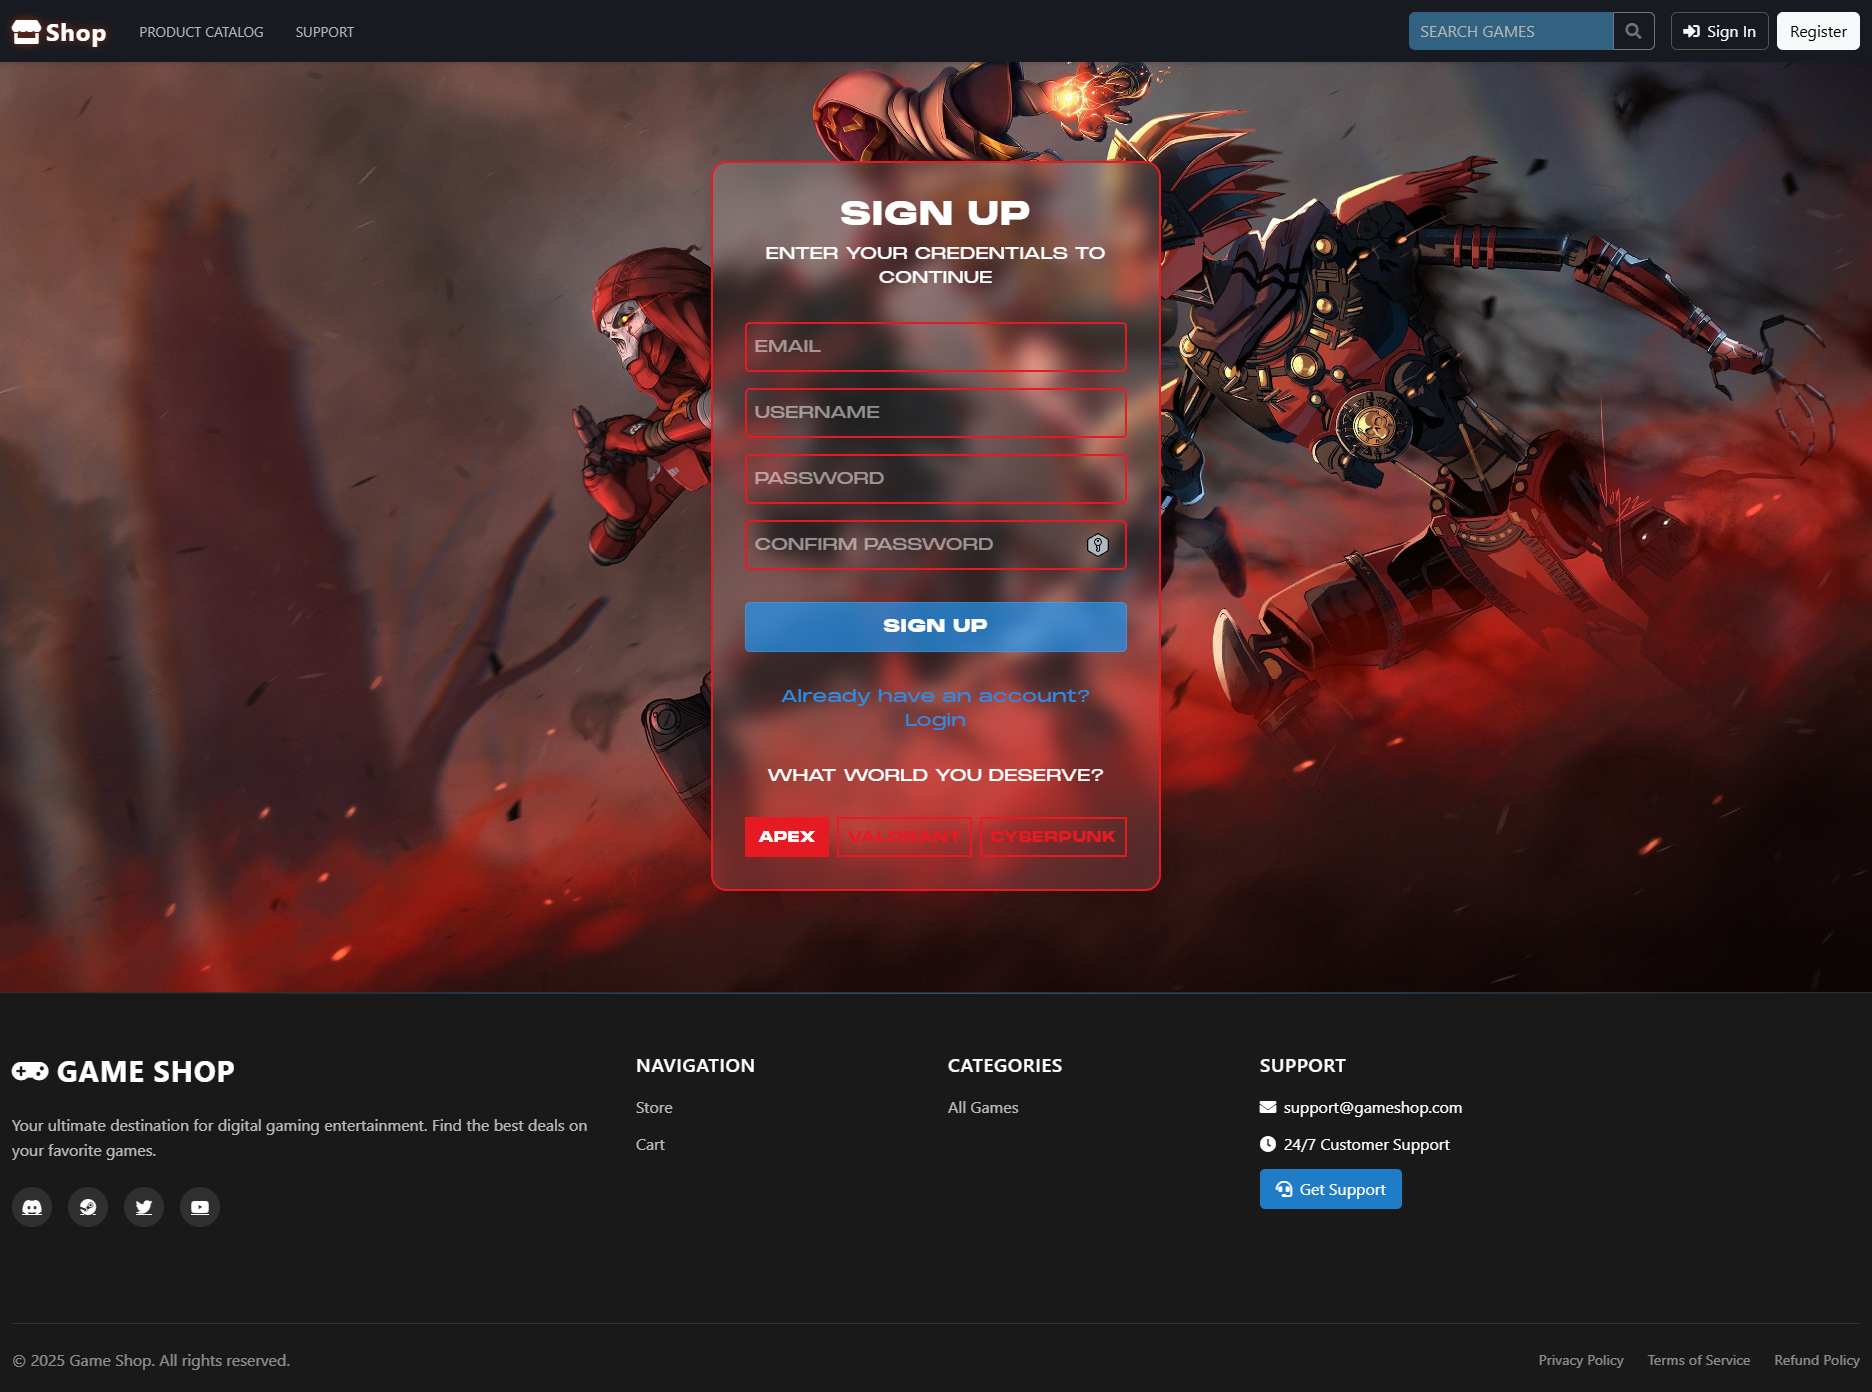 Shop
PRODUCT CATALOG
SUPPORT
SEARCH GAMES
Sign In
Register
SIGN UP
ENTER YOUR CREDENTIALS TO
CONTINUE
EMAIL
USERNAME
PASSWORD
CONFIRM PASSWORD
SIGN UP
Already have an account?
Login
WHAT WORLD YOU DESERVE?
APEX
VALORANT
CYBERPUNK
GAME SHOP
Your ultimate destination for digital gaming entertainment. Find the best deals on
your favorite games.
NAVIGATION
Store
Cart
CATEGORIES
All Games
SUPPORT
support@gameshop.com
24/7 Customer Support
Get Support
© 2025 Game Shop. All rights reserved.
Privacy Policy
Terms of Service
Refund Policy